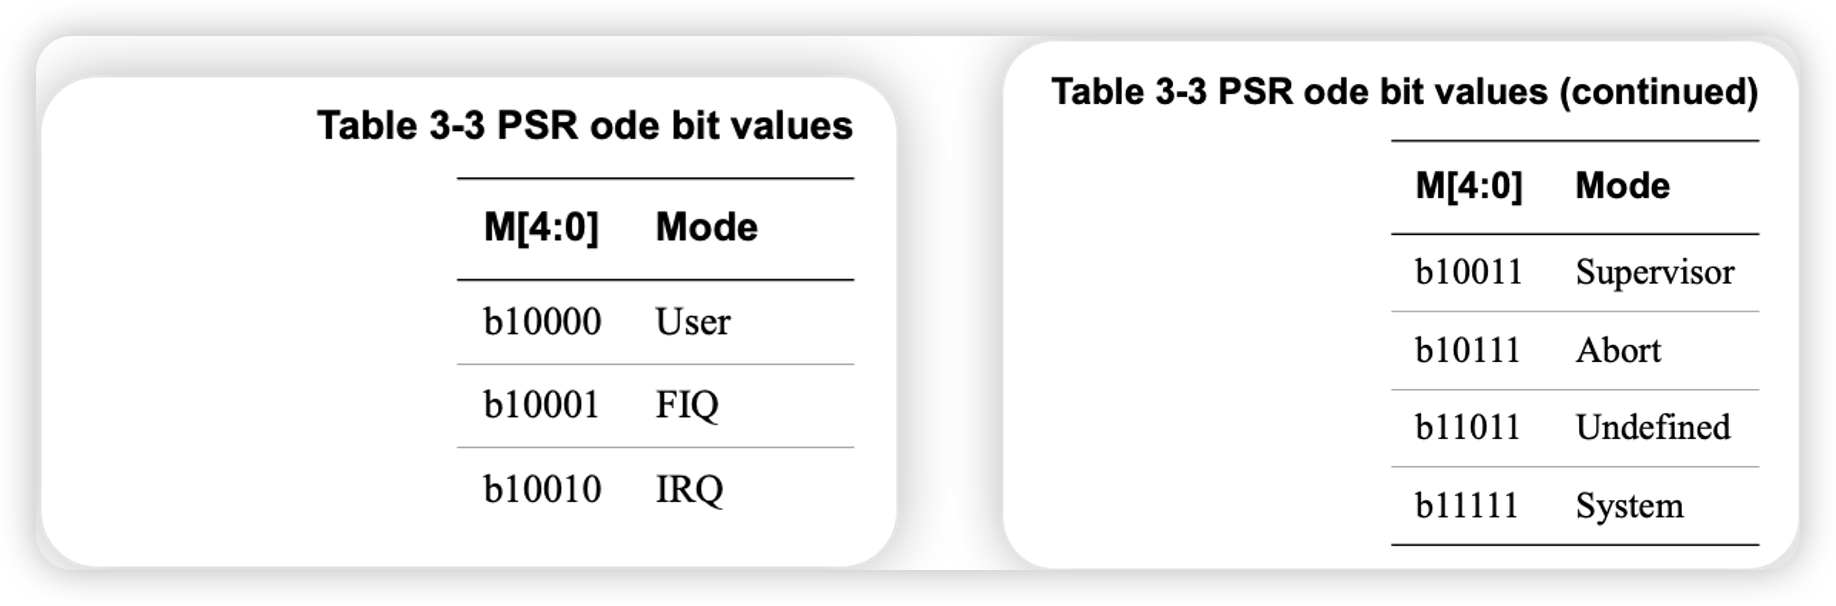 Table 3-3 PSR ode bit values
M[4:0] Mode
b10000 User
b10001 FIQ
b10010 IRQ
Table 3-3 PSR ode bit values (continued)
M[4:0] Mode
b10011 Supervisor
b10111 Abort
b11011 Undefined
b11111 System